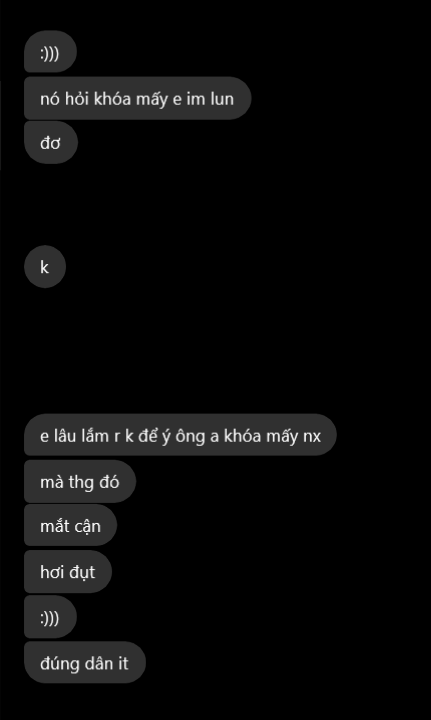 :)))
nó hỏi khóa mấy e im lun
đơ
k
e lâu lắm r k để ý ông a khóa mấy nx
mà thg đó
mắt cận
hơi đụt
:)))
đúng dân it